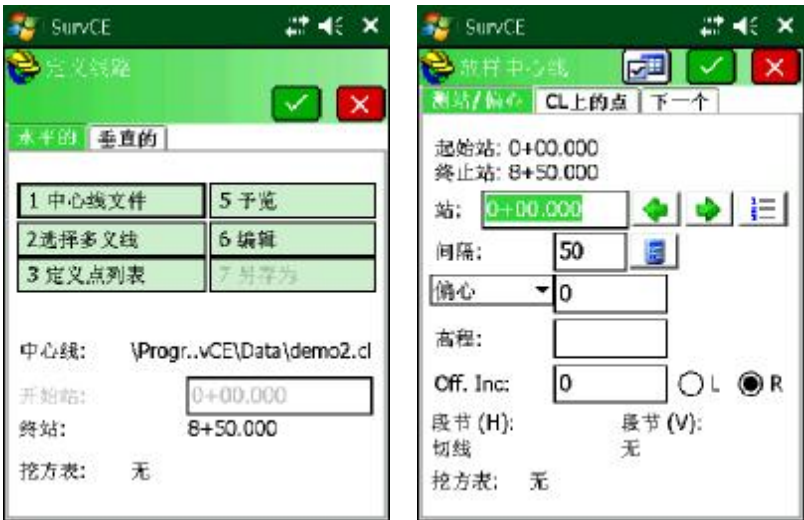 SurvCE
定义线路
水平的 垂直的
1 中心线文件 5 予览
2选择多义线 6 编辑
3 定义点列表 7 另存为
中心线: \Progr..vCE\Data\demo2.cl
开始站: 0+00.000
终站: 8+50.000
挖方表: 无
SurvCE
放样中心线
测站/偏心 CL上的点 下一个
起始站: 0+00.000
终止站: 8+50.000
站: 0+00.000
间隔: 50
偏心 0
高程:
Off. Inc: 0 L R
段节 (H): 段节 (V):
切线 无
挖方表: 无